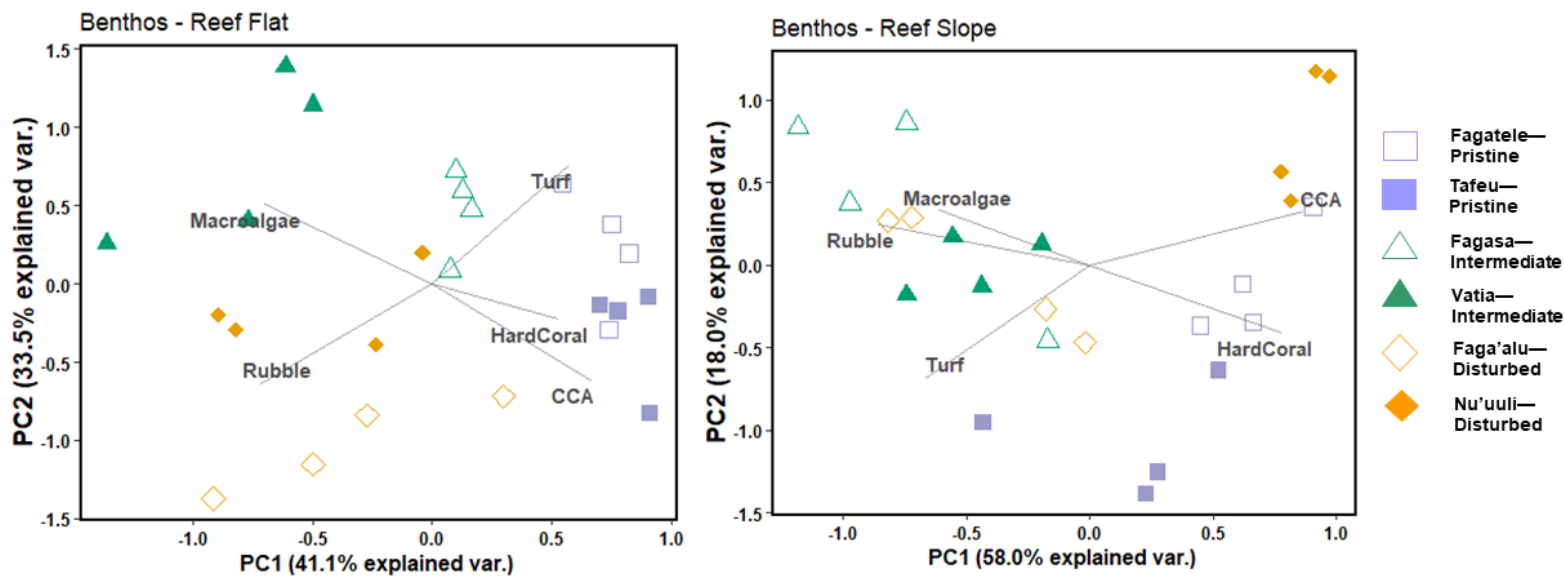 Benthos - Reef Flat
1.5
1.0
0.5
0.0
-0.5
-1.0
-1.5
PC2 (33.5% explained var.)
Turf
Macroalgae
HardCoral
Rubble
CCA
-1.0
-0.5
0.0
0.5
1.0
PC1 (41.1% explained var.)
Benthos - Reef Slope
1.0
0.5
0.0
-0.5
-1.0
-1.5
PC2 (18.0% explained var.)
Macroalgae
CCA
Rubble
HardCoral
Turf
-1.0
-0.5
0.0
0.5
1.0
PC1 (58.0% explained var.)
Fagatele—
Pristine
Tafeu—
Pristine
Fagasa—
Intermediate
Vatia—
Intermediate
Faga’alu—
Disturbed
Nu’uuli—
Disturbed